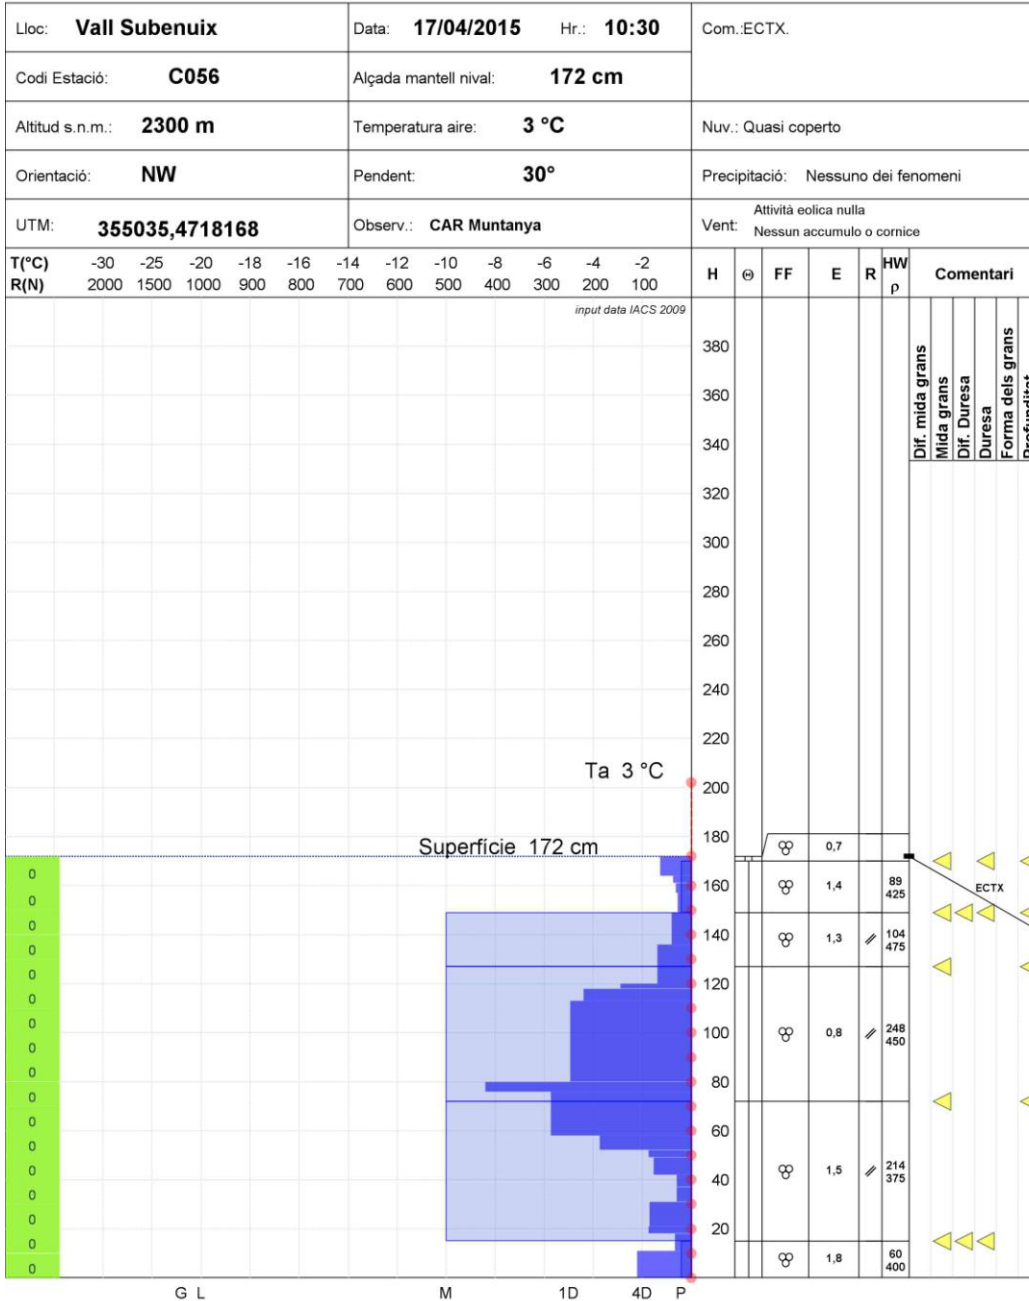 Lloc: Vall Subenuix Data: 17/04/2015 Hr.: 10:30 Com.:ECTX.
Codi Estació: C056 Alçada mantell nival: 172 cm
Altitud s.n.m.: 2300 m Temperatura aire: 3 °C Nuv.: Quasi coperto
Orientació: NW Pendent: 30° Precipitació: Nessuno dei fenomeni
UTM: 355035,4718168 Observ.: CAR Muntanya Vent: Attività eolica nulla
Nessun accumulo o cornice
T(°C) -30 -25 -20 -18 -16 -14 -12 -10 -8 -6 -4 -2
R(N) 2000 1500 1000 900 800 700 600 500 400 300 200 100
H Θ FF E R HW ρ Comentari
input data IACS 2009
Dif. mida grans
Mida grans
Dif. Duresa
Duresa
Forma dels grans
Profunditat
380
360
340
320
300
280
260
240
220
Ta 3 °C
200
180
Superfície 172 cm
0,7
0
160 1,4 89
425
ECTX
0
0
140 1,3 104
475
0
0
120
0
0
100 0,8 248
450
0
0
80
0
0
60
0
1,5 214
375
0
40
0
0
20
0
1,8 60
400
0
G L M 1D 4D P